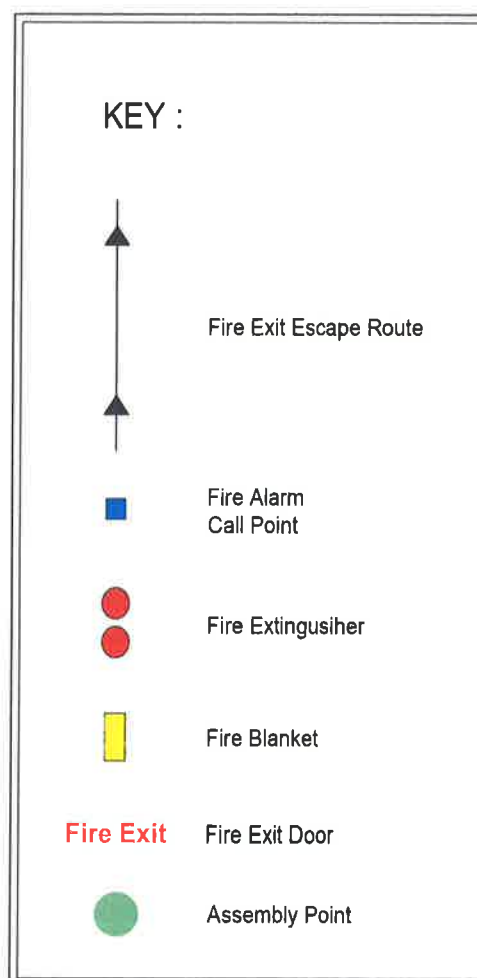 KEY :
Fire Exit Escape Route
Fire Alarm
Call Point
Fire Extingusiher
Fire Blanket
Fire Exit Fire Exit Door
Assembly Point